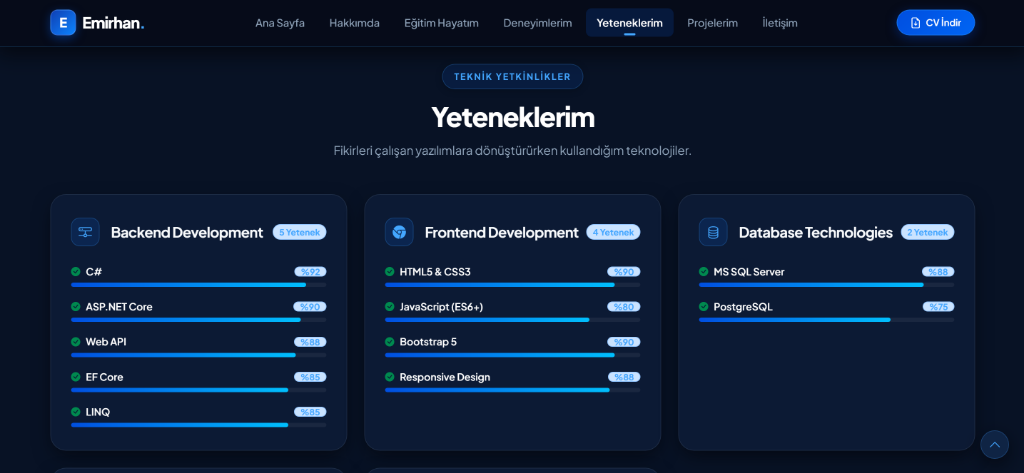 E Emirhan.
Ana Sayfa Hakkımda Eğitim Hayatım Deneyimlerim Yeteneklerim Projelerim İletişim
CV İndir
TEKNİK YETKİNLİKLER
Yeteneklerim
Fikirleri çalışan yazılımlara dönüştürürken kullandığım teknolojiler.
Backend Development 5 Yetenek
C# %92
ASP.NET Core %90
Web API %88
EF Core %85
LINQ %85
Frontend Development 4 Yetenek
HTML5 & CSS3 %90
JavaScript (ES6+) %80
Bootstrap 5 %90
Responsive Design %88
Database Technologies 2 Yetenek
MS SQL Server %88
PostgreSQL %75